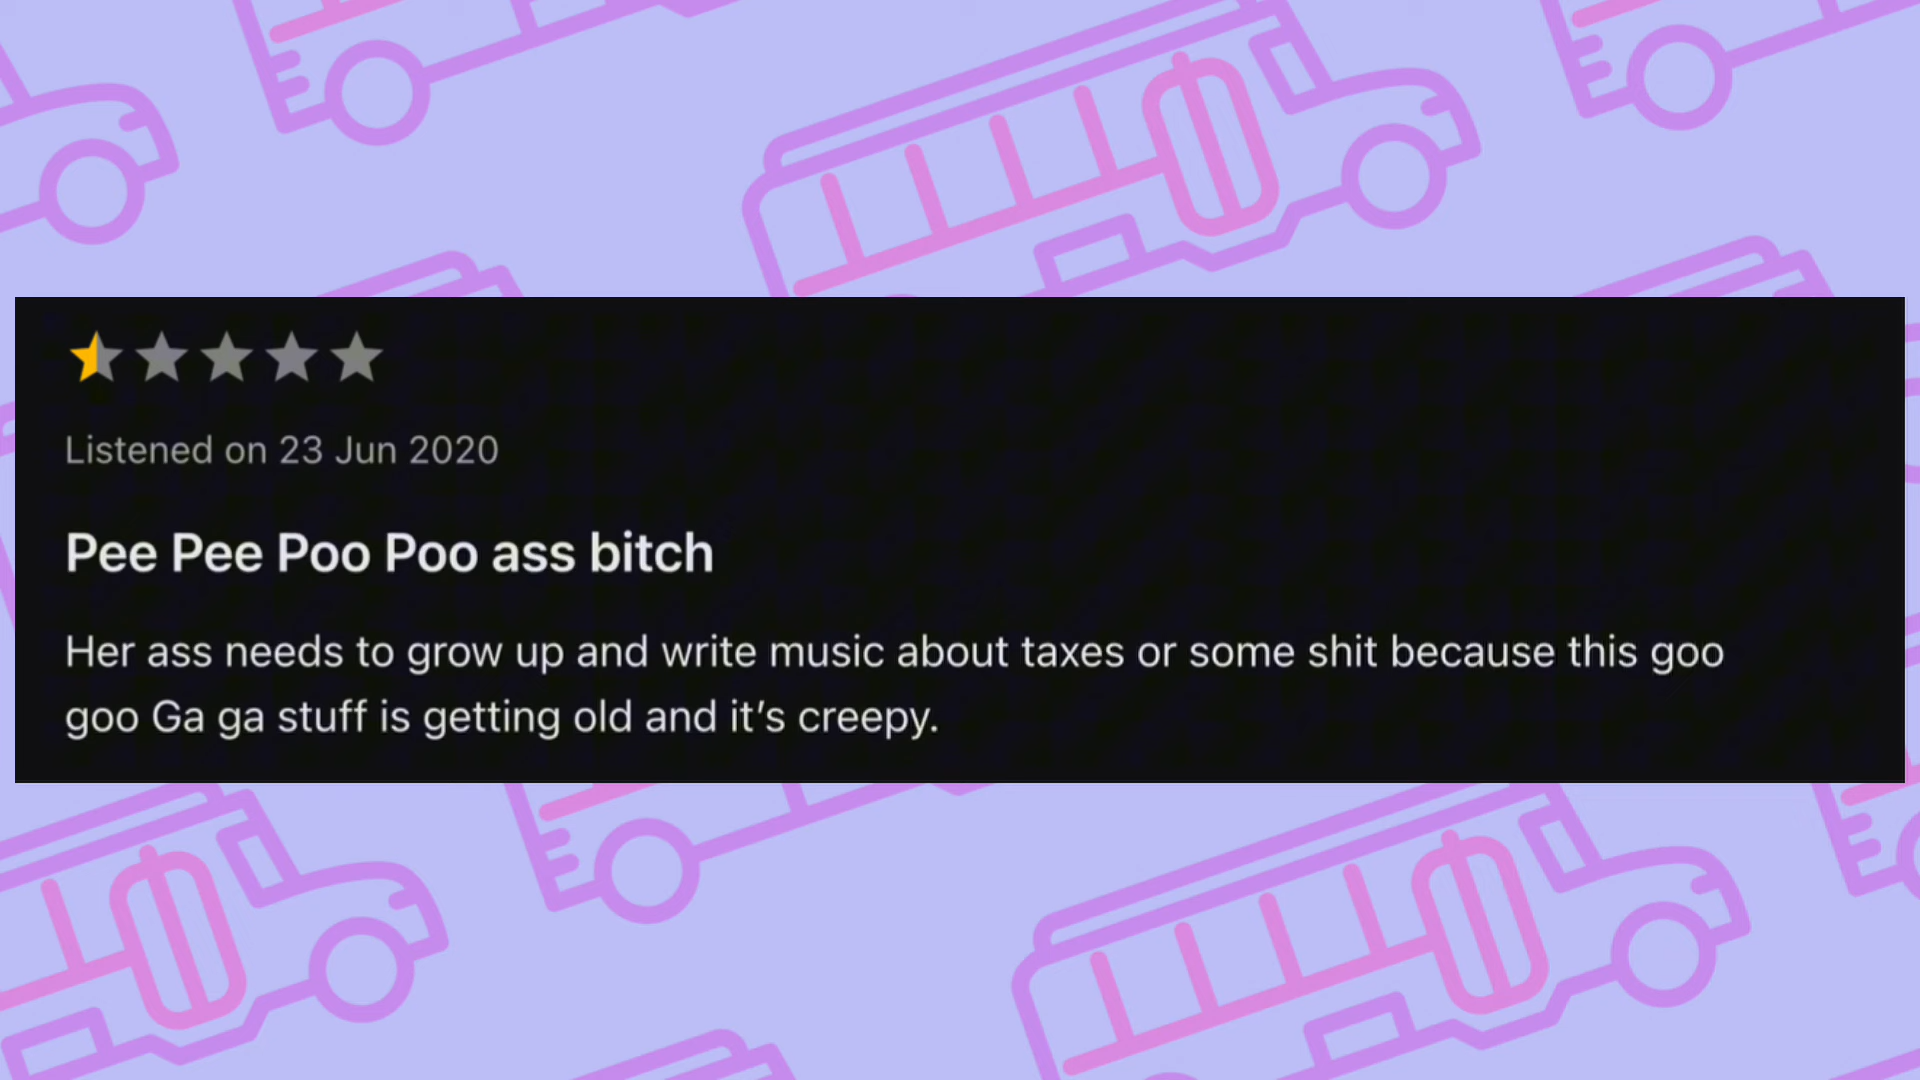 Listened on 23 Jun 2020
Pee Pee Poo Poo ass bitch
Her ass needs to grow up and write music about taxes or some shit because this goo
goo Ga ga stuff is getting old and it’s creepy.